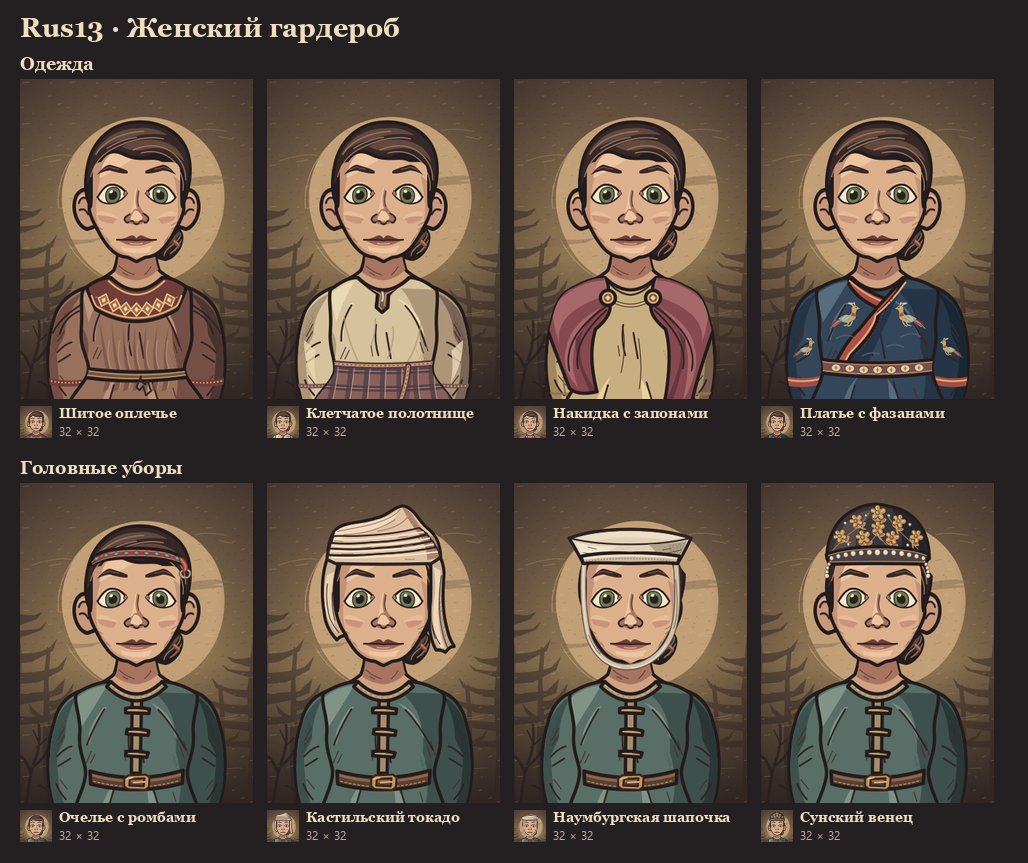 Rus13 · Женский гардероб
Одежда
Шитое оплечье
32 × 32
Клетчатое полотнище
32 × 32
Накидка с запонами
32 × 32
Платье с фазанами
32 × 32
Головные уборы
Очелье с ромбами
32 × 32
Кастильский токадо
32 × 32
Наумбургская шапочка
32 × 32
Сунский венец
32 × 32